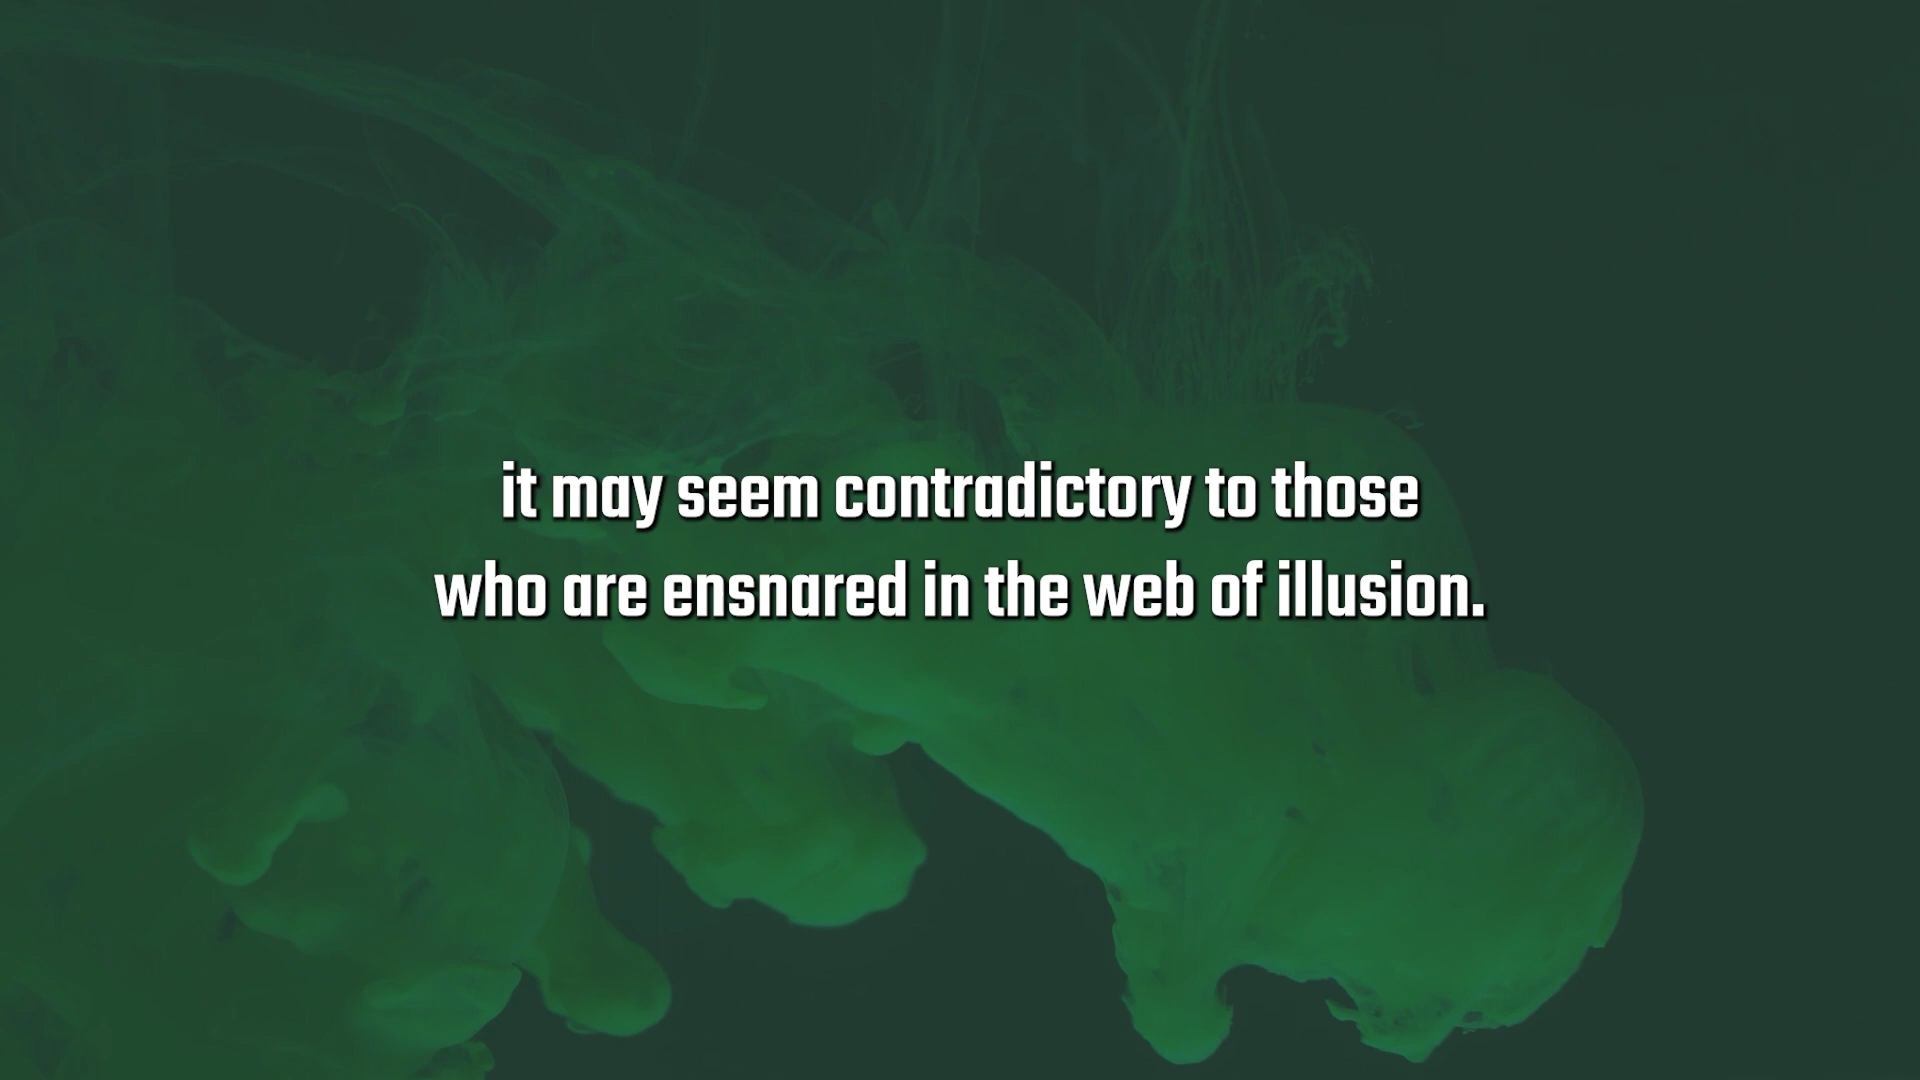 it may seem contradictory to those
who are ensnared in the web of illusion.